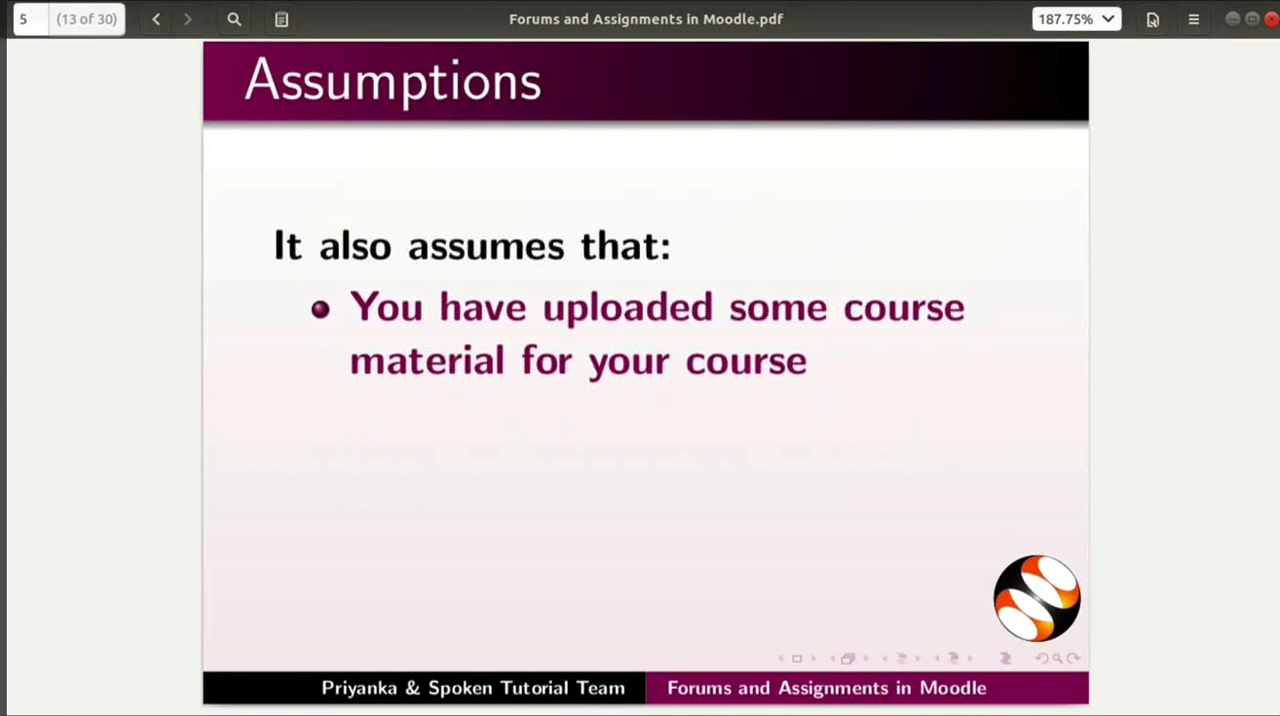 5 (13 of 30) Forums and Assignments in Moodle.pdf 187.75%
Assumptions
It also assumes that:
You have uploaded some course
material for your course
Priyanka & Spoken Tutorial Team Forums and Assignments in Moodle